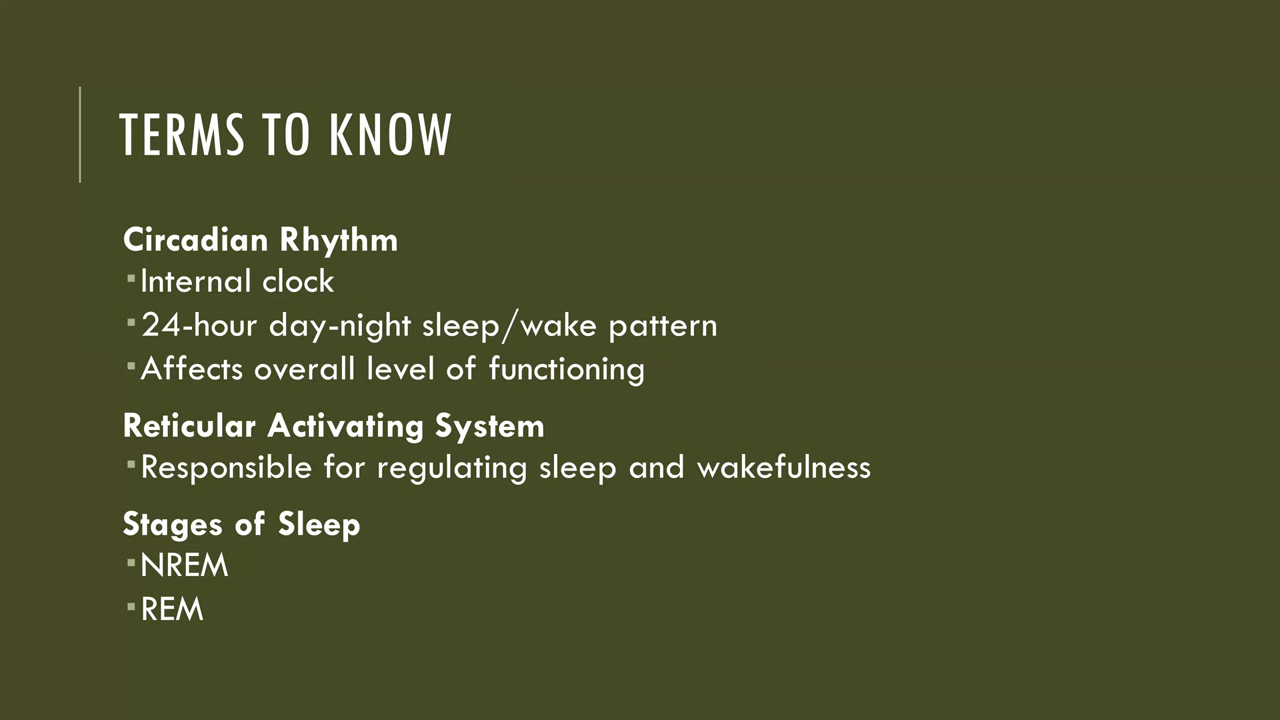 TERMS TO KNOW
Circadian Rhythm
▪Internal clock
▪24-hour day-night sleep/wake pattern
▪Affects overall level of functioning
Reticular Activating System
▪Responsible for regulating sleep and wakefulness
Stages of Sleep
▪NREM
▪REM